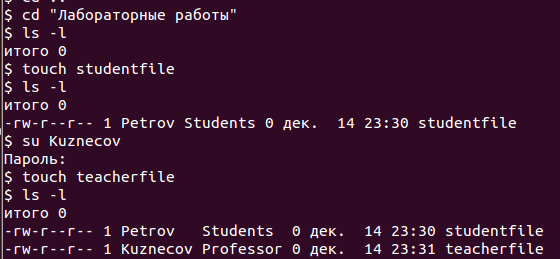 $ cd ..
$ cd "Лабораторные работы"
$ ls -l
итого 0
$ touch studentfile
$ ls -l
итого 0
-rw-r--r-- 1 Petrov Students 0 дек.  14 23:30 studentfile
$ su Kuznecov
Пароль:
$ touch teacherfile
$ ls -l
итого 0
-rw-r--r-- 1 Petrov   Students  0 дек.  14 23:30 studentfile
-rw-r--r-- 1 Kuznecov Professor 0 дек.  14 23:31 teacherfile